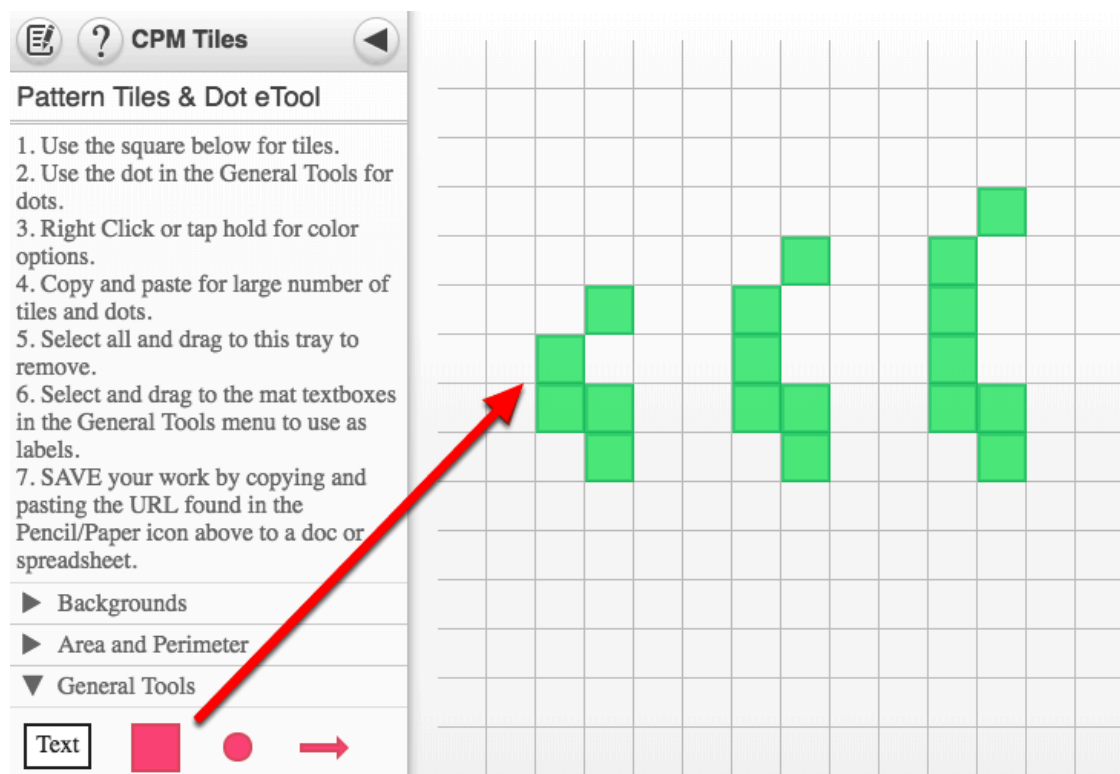 CPM Tiles
Pattern Tiles & Dot eTool
1. Use the square below for tiles.
2. Use the dot in the General Tools for
dots.
3. Right Click or tap hold for color
options.
4. Copy and paste for large number of
tiles and dots.
5. Select all and drag to this tray to
remove.
6. Select and drag to the mat textboxes
in the General Tools menu to use as
labels.
7. SAVE your work by copying and
pasting the URL found in the
Pencil/Paper icon above to a doc or
spreadsheet.
Backgrounds
Area and Perimeter
General Tools
Text